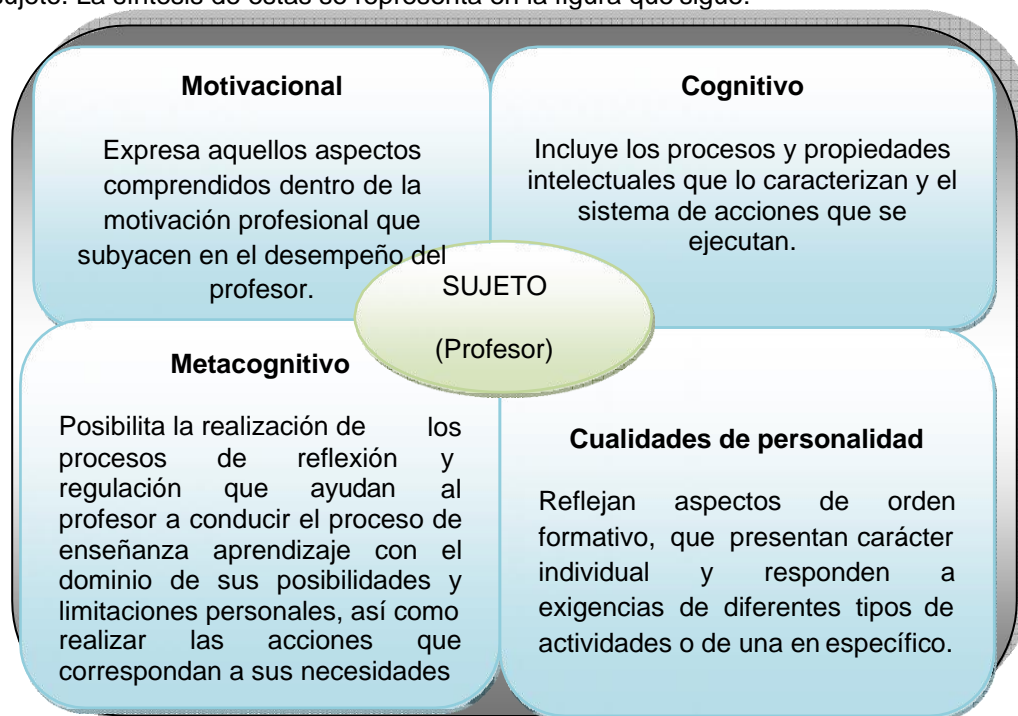 sujeto. La síntesis de estas se representa en la figura que sigue.
Motivacional
Expresa aquellos aspectos
comprendidos dentro de la
motivación profesional que
subyacen en el desempeño del
profesor.
Cognitivo
Incluye los procesos y propiedades
intelectuales que lo caracterizan y el
sistema de acciones que se
ejecutan.
SUJETO
(Profesor)
Metacognitivo
Posibilita la realización de los
procesos de reflexión y
regulación que ayudan al
profesor a conducir el proceso de
enseñanza aprendizaje con el
dominio de sus posibilidades y
limitaciones personales, así como
realizar las acciones que
correspondan a sus necesidades
Cualidades de personalidad
Reflejan aspectos de orden
formativo, que presentan carácter
individual y responden a
exigencias de diferentes tipos de
actividades o de una en específico.